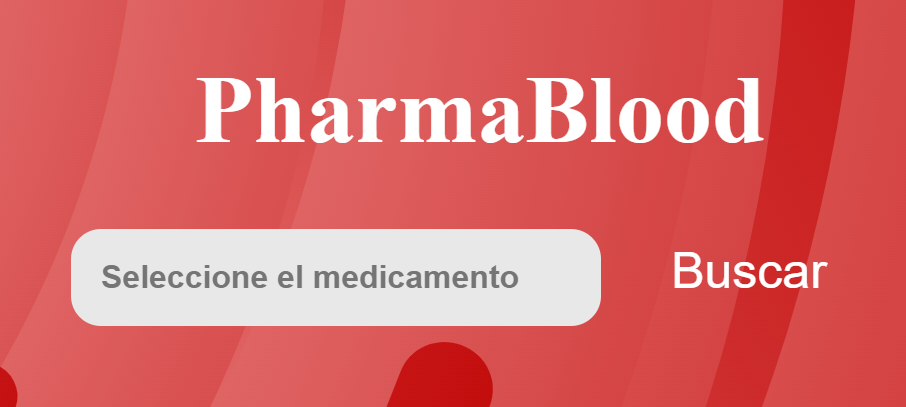 PharmaBlood
Seleccione el medicamento
Buscar